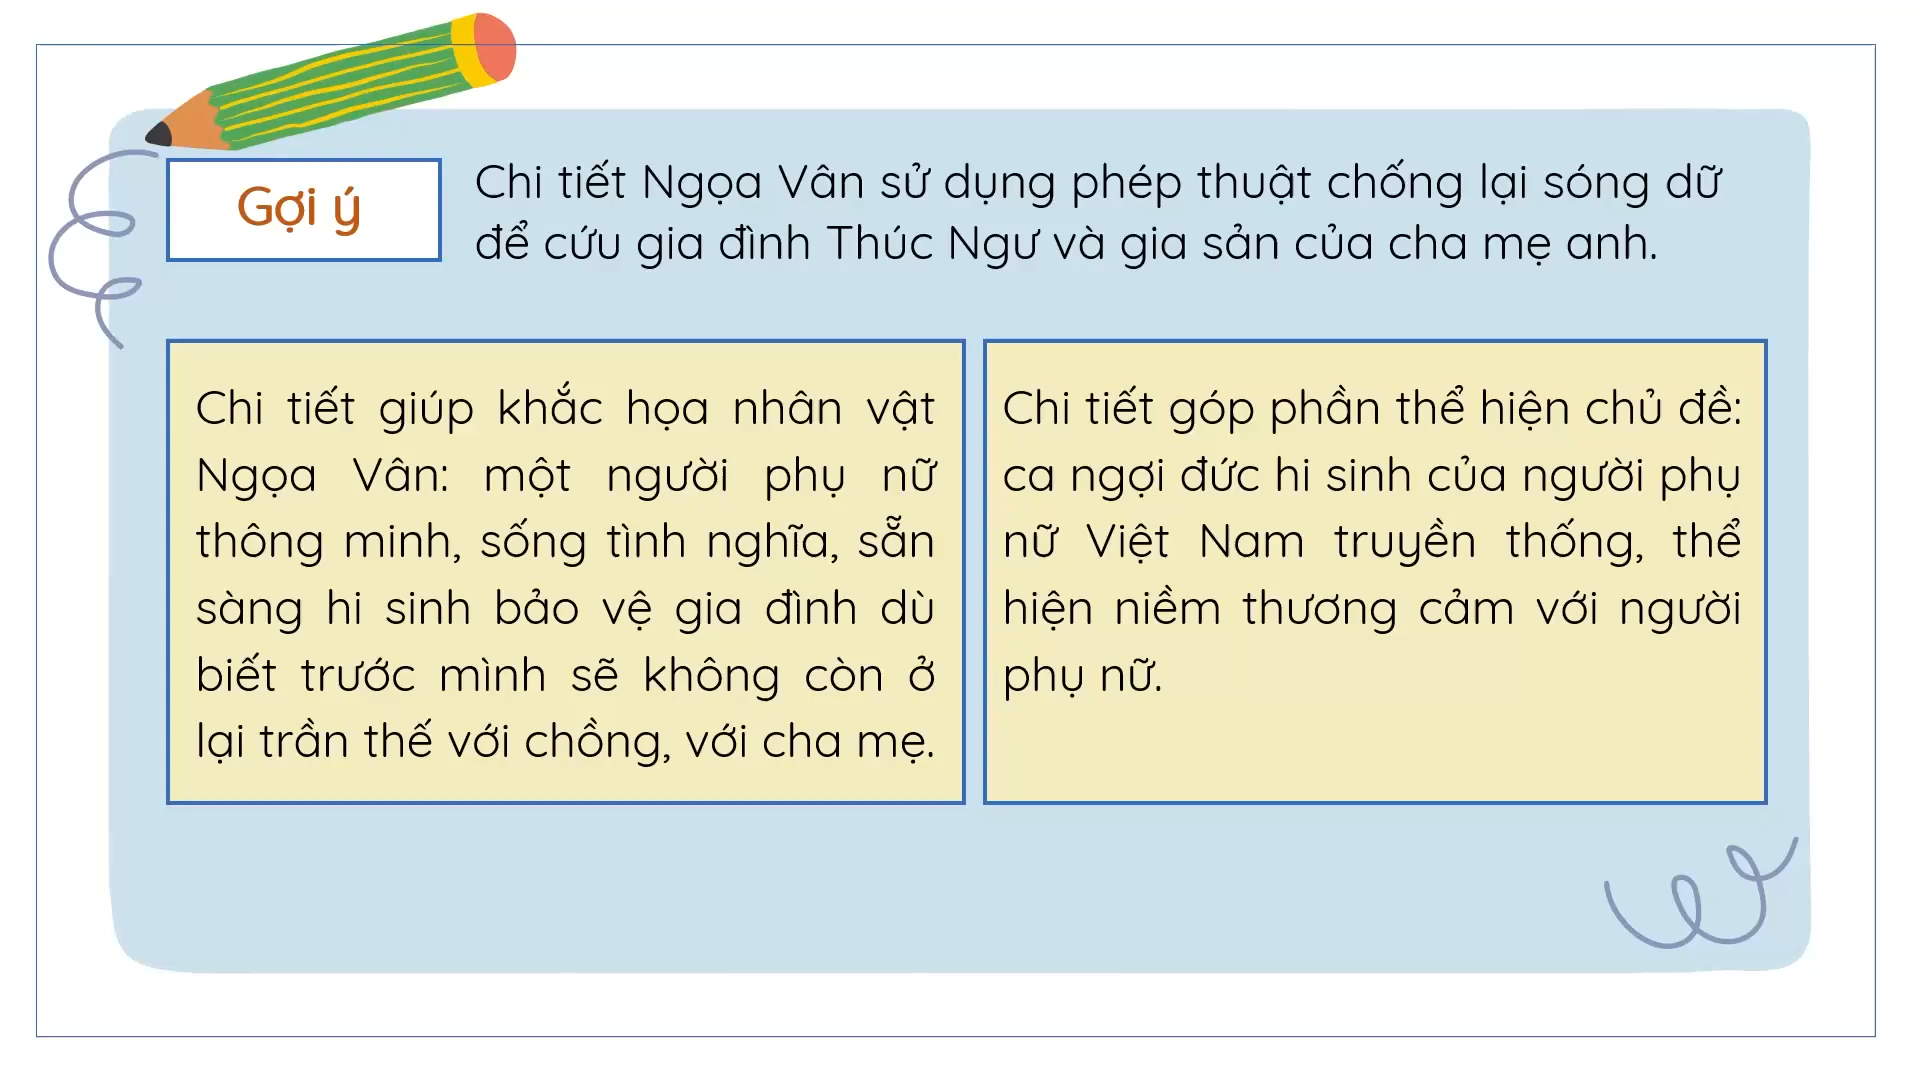 Gợi ý
Chi tiết Ngọa Vân sử dụng phép thuật chống lại sóng dữ
để cứu gia đình Thúc Ngư và gia sản của cha mẹ anh.
Chi tiết giúp khắc họa nhân vật
Ngọa Vân: một người phụ nữ
thông minh, sống tình nghĩa, sẵn
sàng hi sinh bảo vệ gia đình dù
biết trước mình sẽ không còn ở
lại trần thế với chồng, với cha mẹ.
Chi tiết góp phần thể hiện chủ đề:
ca ngợi đức hi sinh của người phụ
nữ Việt Nam truyền thống, thể
hiện niềm thương cảm với người
phụ nữ.